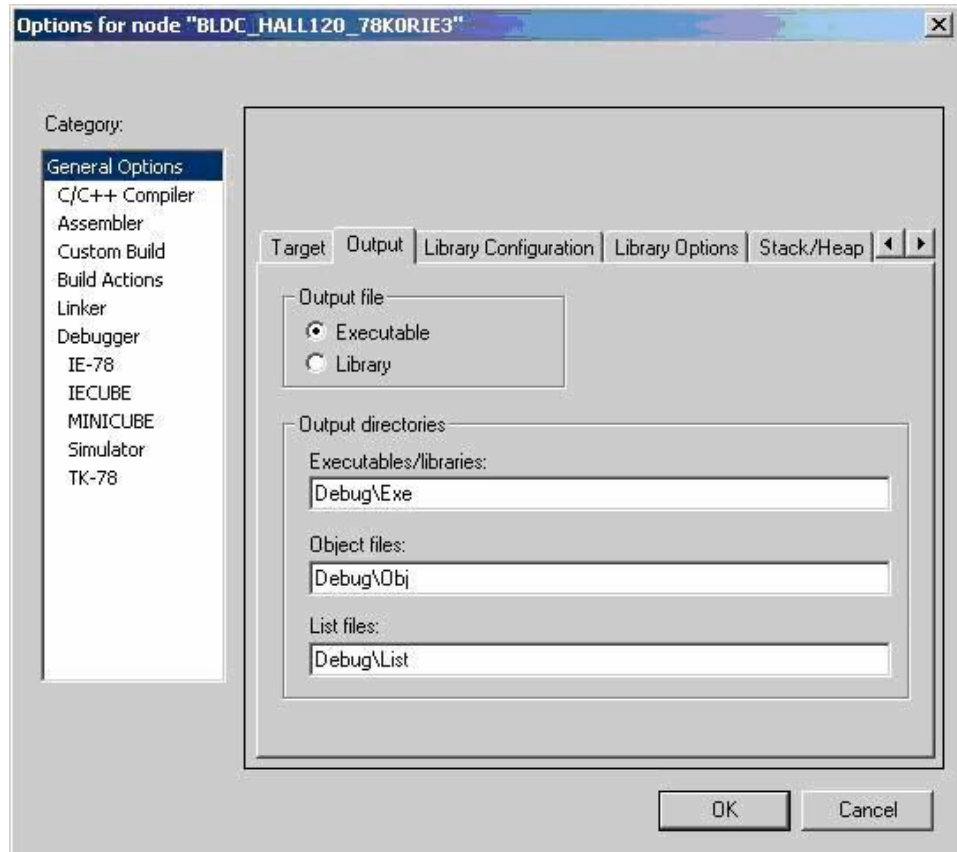 Options for node "BLDC_HALL120_78K0RIE3"
Category:
General Options
C/C++ Compiler
Assembler
Custom Build
Build Actions
Linker
Debugger
IE-78
IECUBE
MINICUBE
Simulator
TK-78
Target Output Library Configuration Library Options Stack/Heap
Output file
Executable
Library
Output directories
Executables/libraries:
Debug\Exe
Object files:
Debug\Obj
List files:
Debug\List
OK Cancel